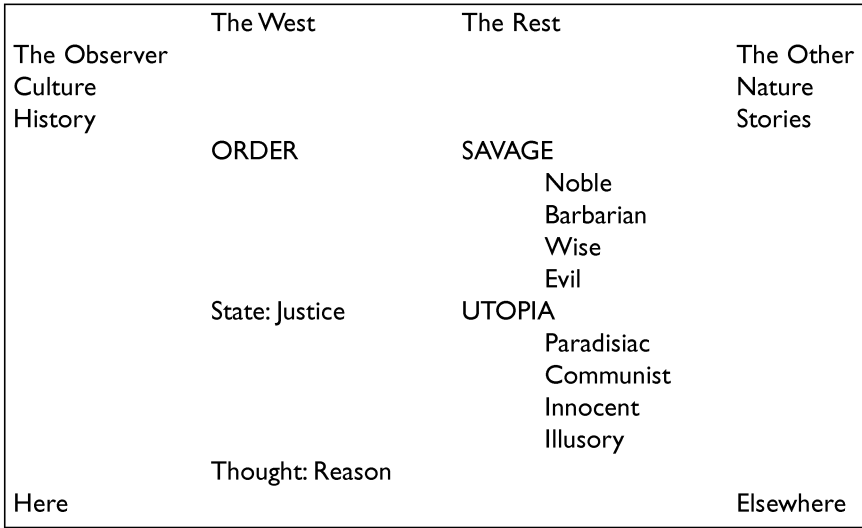 The West The Rest
The Observer The Other
Culture Nature
History Stories
ORDER SAVAGE
Noble
Barbarian
Wise
Evil
State: Justice UTOPIA
Paradisiac
Communist
Innocent
Illusory
Thought: Reason
Here Elsewhere